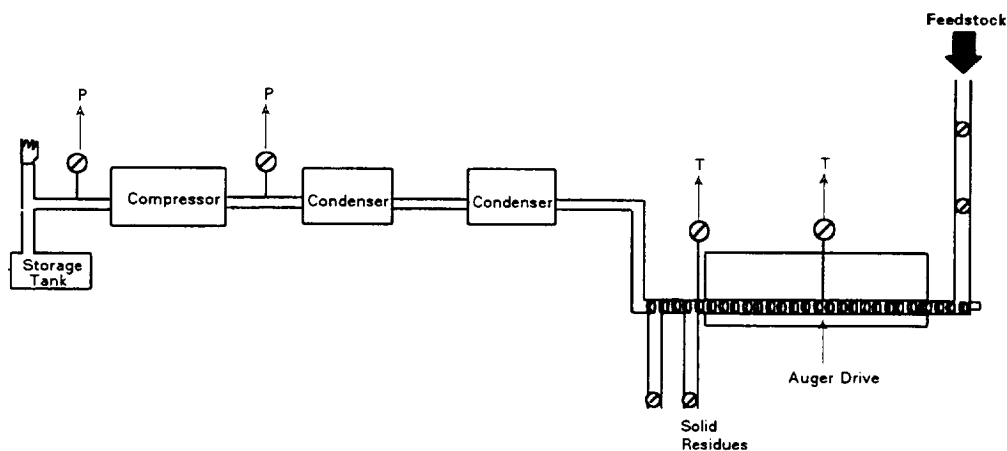 Feedstock
P
P
T
T
Compressor
Condenser
Condenser
Storage
Tank
Auger Drive
Solid
Residues